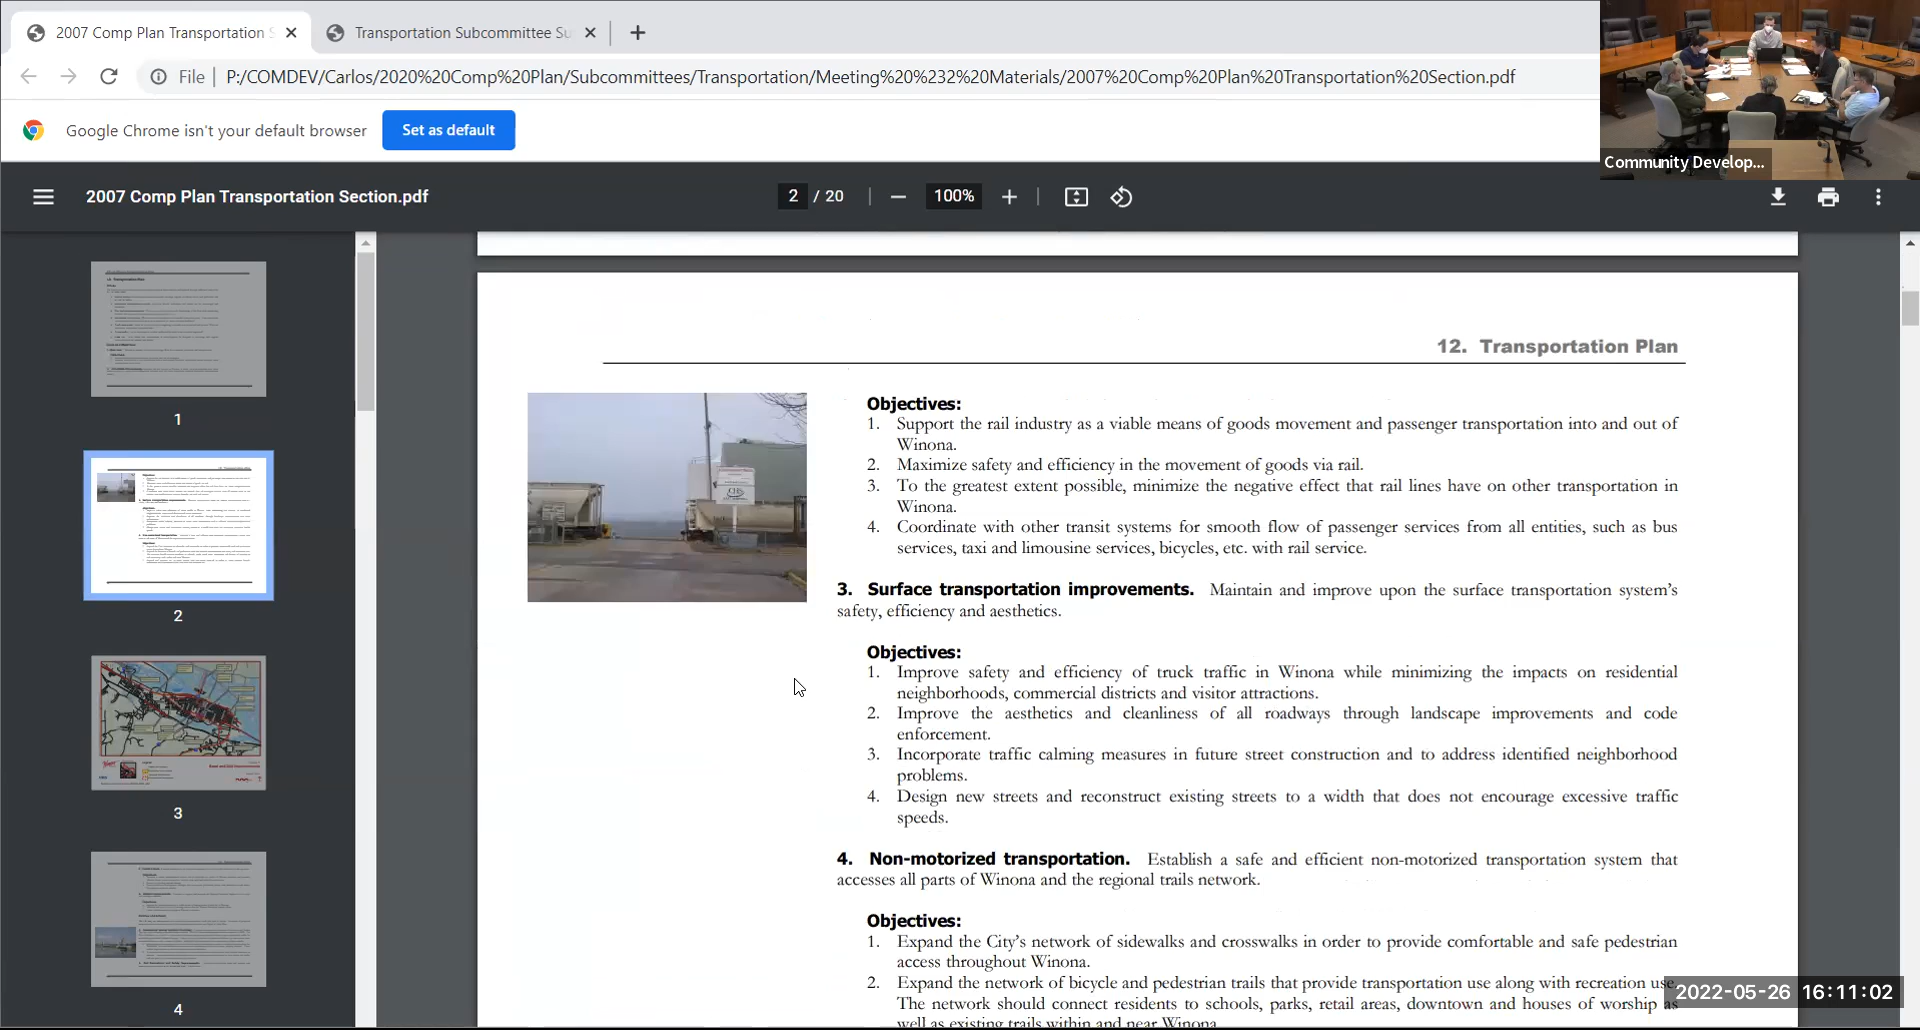 2007 Comp Plan Transportation S
Transportation Subcommittee Su
File
P:/COMDEV/Carlos/2020%20Comp%20Plan/Subcommittees/Transportation/Meeting%20%232%20Materials/2007%20Comp%20Plan%20Transportation%20Section.pdf
Google Chrome isn't your default browser
Set as default
Community Develop...
2007 Comp Plan Transportation Section.pdf
2 / 20
100%
1
2
3
4
12. Transportation Plan
Objectives:
1. Support the rail industry as a viable means of goods movement and passenger transportation into and out of
Winona.
2. Maximize safety and efficiency in the movement of goods via rail.
3. To the greatest extent possible, minimize the negative effect that rail lines have on other transportation in
Winona.
4. Coordinate with other transit systems for smooth flow of passenger services from all entities, such as bus
services, taxi and limousine services, bicycles, etc. with rail service.
3. Surface transportation improvements. Maintain and improve upon the surface transportation system's
safety, efficiency and aesthetics.
Objectives:
1. Improve safety and efficiency of truck traffic in Winona while minimizing the impacts on residential
neighborhoods, commercial districts and visitor attractions.
2. Improve the aesthetics and cleanliness of all roadways through landscape improvements and code
enforcement.
3. Incorporate traffic calming measures in future street construction and to address identified neighborhood
problems.
4. Design new streets and reconstruct existing streets to a width that does not encourage excessive traffic
speeds.
4. Non-motorized transportation. Establish a safe and efficient non-motorized transportation system that
accesses all parts of Winona and the regional trails network.
Objectives:
1. Expand the City's network of sidewalks and crosswalks in order to provide comfortable and safe pedestrian
access throughout Winona.
2. Expand the network of bicycle and pedestrian trails that provide transportation use along with recreation use.
The network should connect residents to schools, parks, retail areas, downtown and houses of worship as
well as existing trails within and near Winona.
2022-05-26 16:11:02